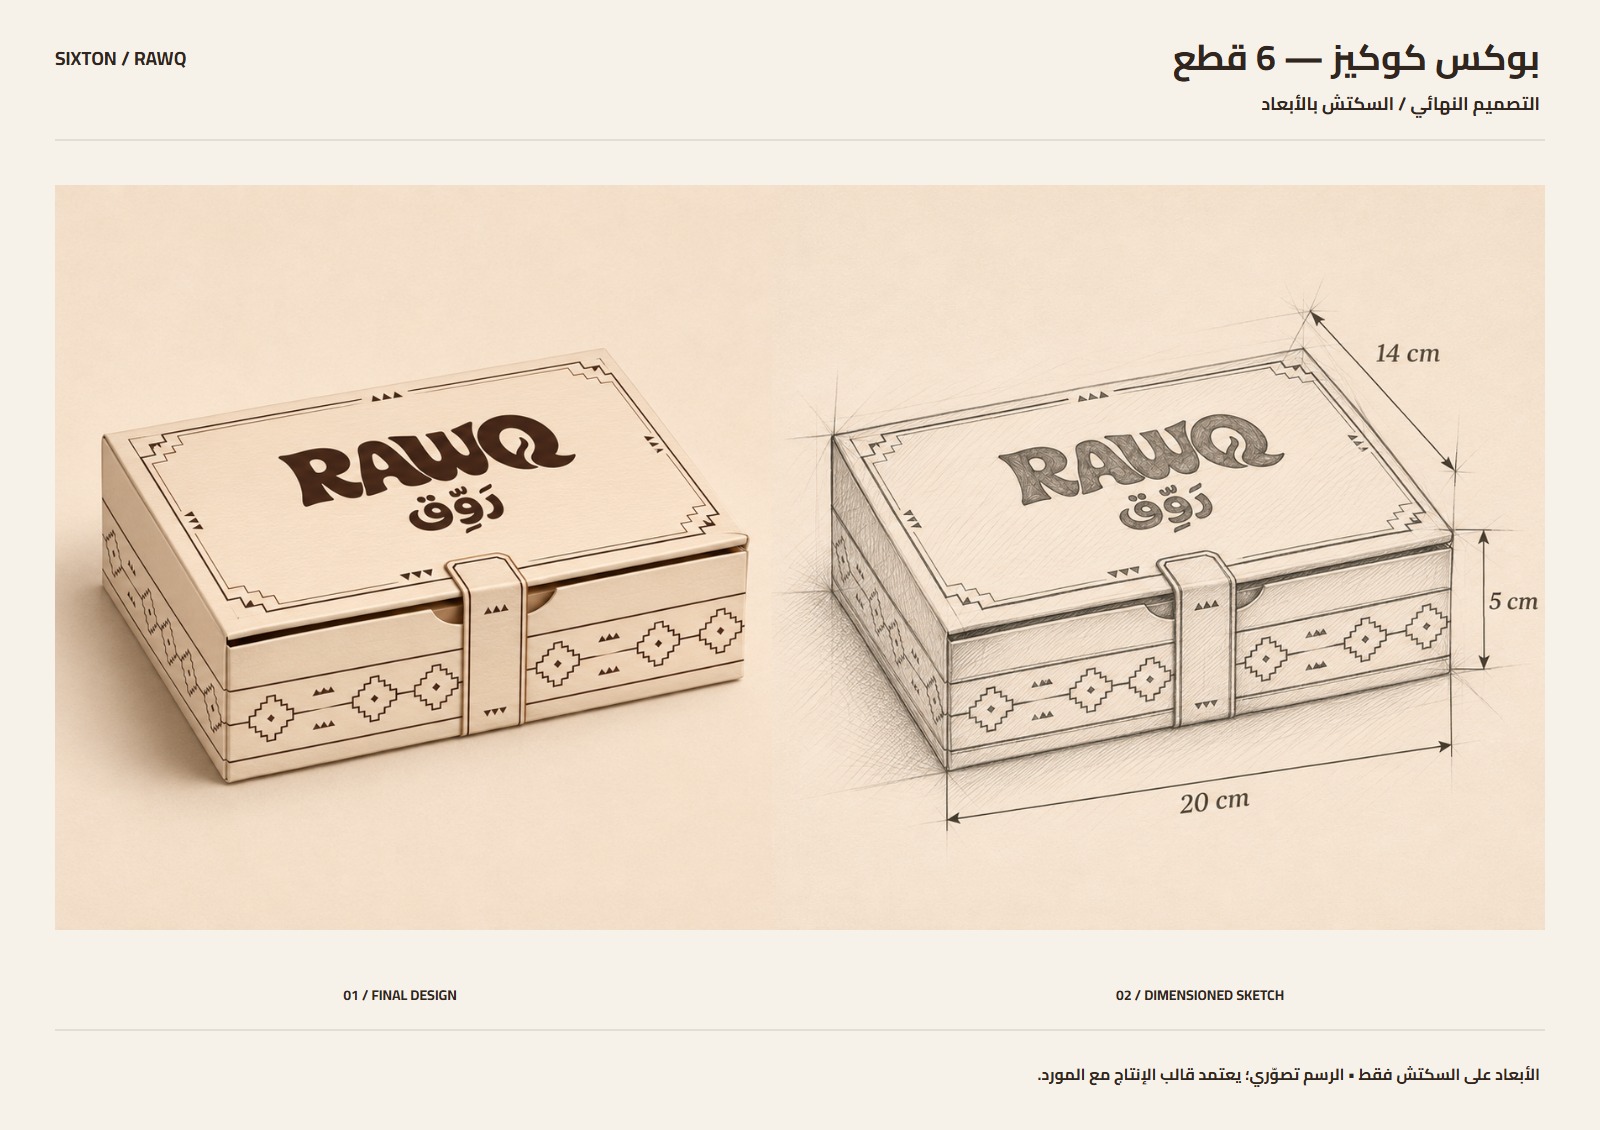 SIXTON / RAWQ
بوكس كوكيز — 6 قطع
التصميم النهائي / السكتش بالأبعاد
RAWQ
رَوِّق
RAWQ
رَوِّق
14 cm
5 cm
20 cm
01 / FINAL DESIGN
02 / DIMENSIONED SKETCH
الأبعاد على السكتش فقط • الرسم تصوّري؛ يعتمد قالب الإنتاج مع المورد.